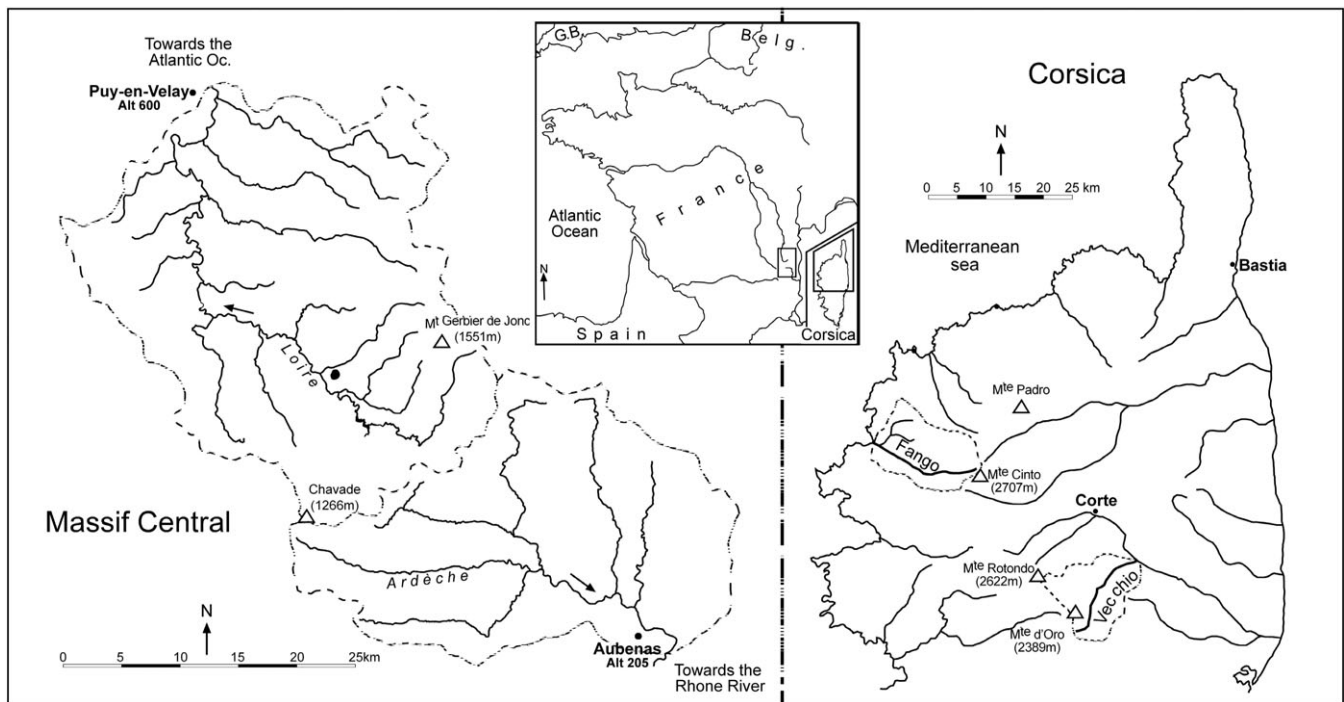 Towards the
Atlantic Oc.
Puy-en-Velay
Alt 600
Mt Gerbier de Jonc
(1551m)
Loire
Chavade
(1266m)
Massif Central
Ardèche
N
0 5 10 15 20 25km
Aubenas
Alt 205
Towards the
Rhone River
G.B.
Belg.
France
Atlantic
Ocean
N
Spain
Corsica
Corsica
N
0 5 10 15 20 25 km
Mediterranean
sea
Bastia
Mte Padro
Fango
Mte Cinto
(2707m)
Corte
Mte Rotondo
(2622m)
Vecchio
Mte d'Oro
(2389m)